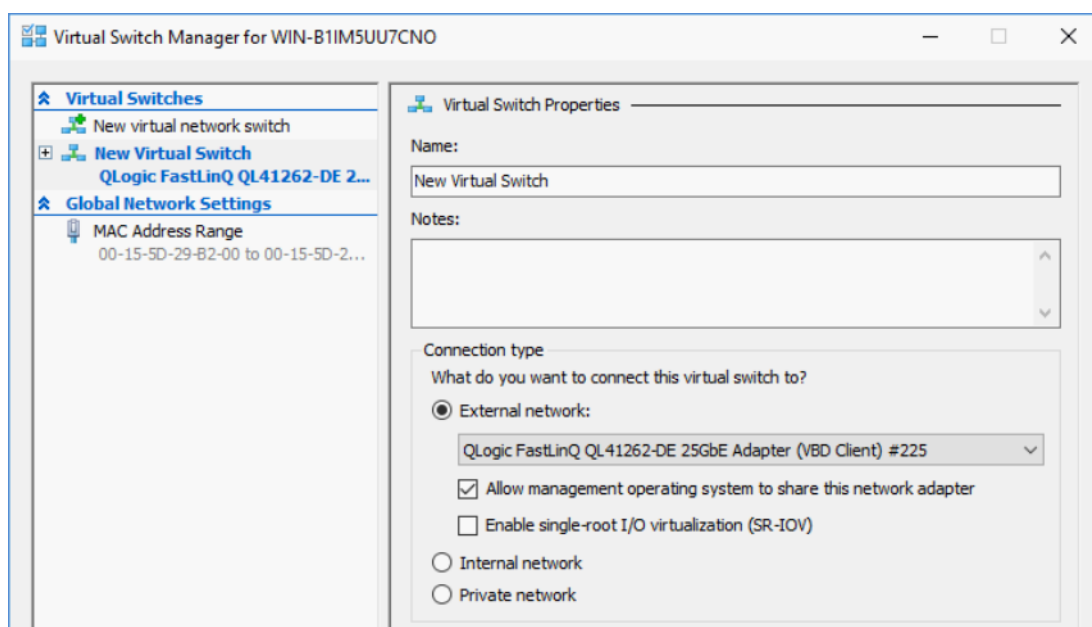 Virtual Switch Manager for WIN-B1IM5UU7CNO
Virtual Switches
New virtual network switch
New Virtual Switch
QLogic FastLinQ QL41262-DE 2...
Global Network Settings
MAC Address Range
00-15-5D-29-B2-00 to 00-15-5D-2...
Virtual Switch Properties
Name:
New Virtual Switch
Notes:
Connection type
What do you want to connect this virtual switch to?
External network:
QLogic FastLinQ QL41262-DE 25GbE Adapter (VBD Client) #225
Allow management operating system to share this network adapter
Enable single-root I/O virtualization (SR-IOV)
Internal network
Private network